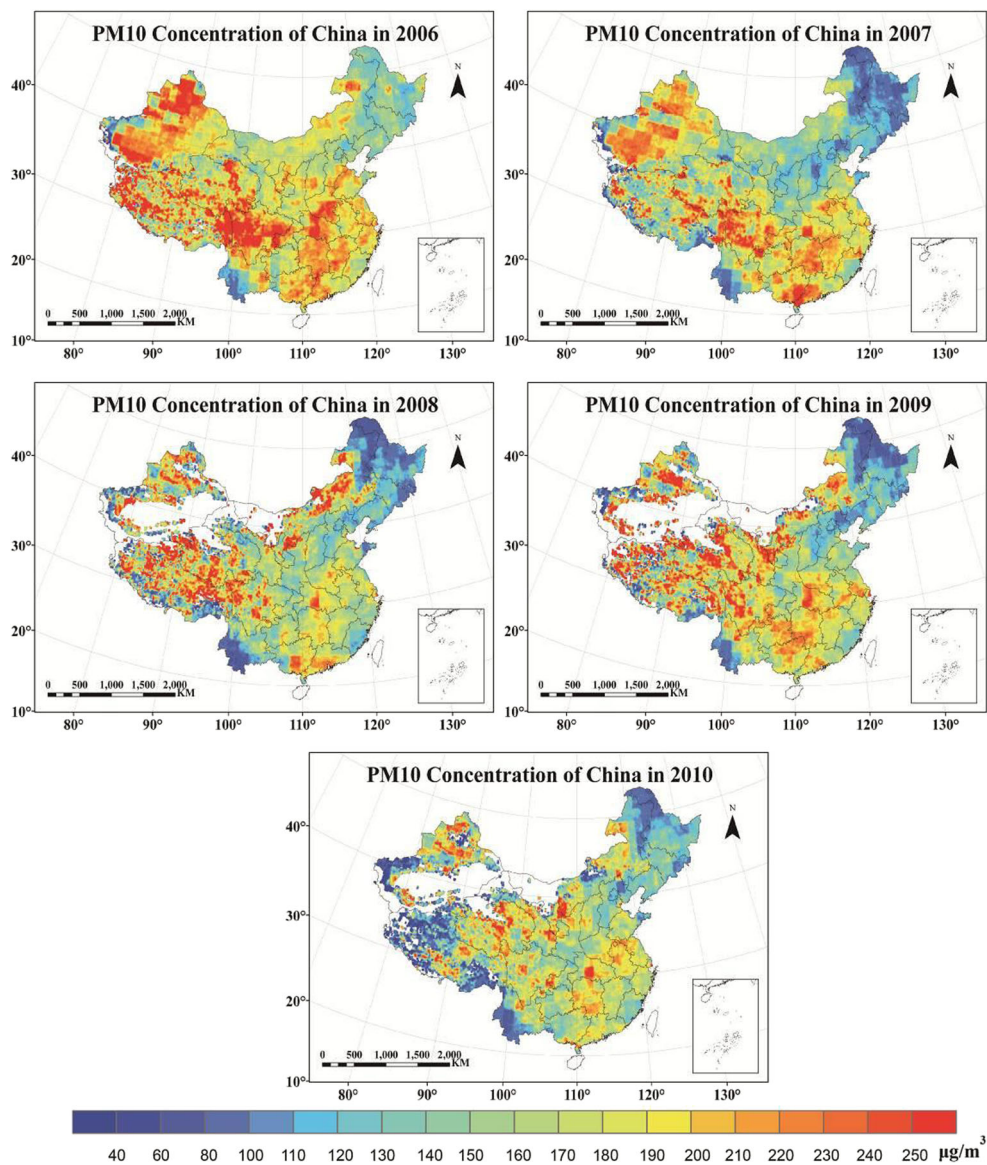 PM10 Concentration of China in 2006
N
40°
30°
20°
10°
0 500 1,000 1,500 2,000
KM
80° 90° 100° 110° 120° 130°
PM10 Concentration of China in 2007
N
40°
30°
20°
10°
0 500 1,000 1,500 2,000
KM
80° 90° 100° 110° 120° 130°
PM10 Concentration of China in 2008
N
40°
30°
20°
10°
0 500 1,000 1,500 2,000
KM
80° 90° 100° 110° 120° 130°
PM10 Concentration of China in 2009
N
40°
30°
20°
10°
0 500 1,000 1,500 2,000
KM
80° 90° 100° 110° 120° 130°
PM10 Concentration of China in 2010
N
40°
30°
20°
10°
0 500 1,000 1,500 2,000
KM
80° 90° 100° 110° 120° 130°
40 60 80 100 110 120 130 140 150 160 170 180 190 200 210 220 230 240 250 μg/m³